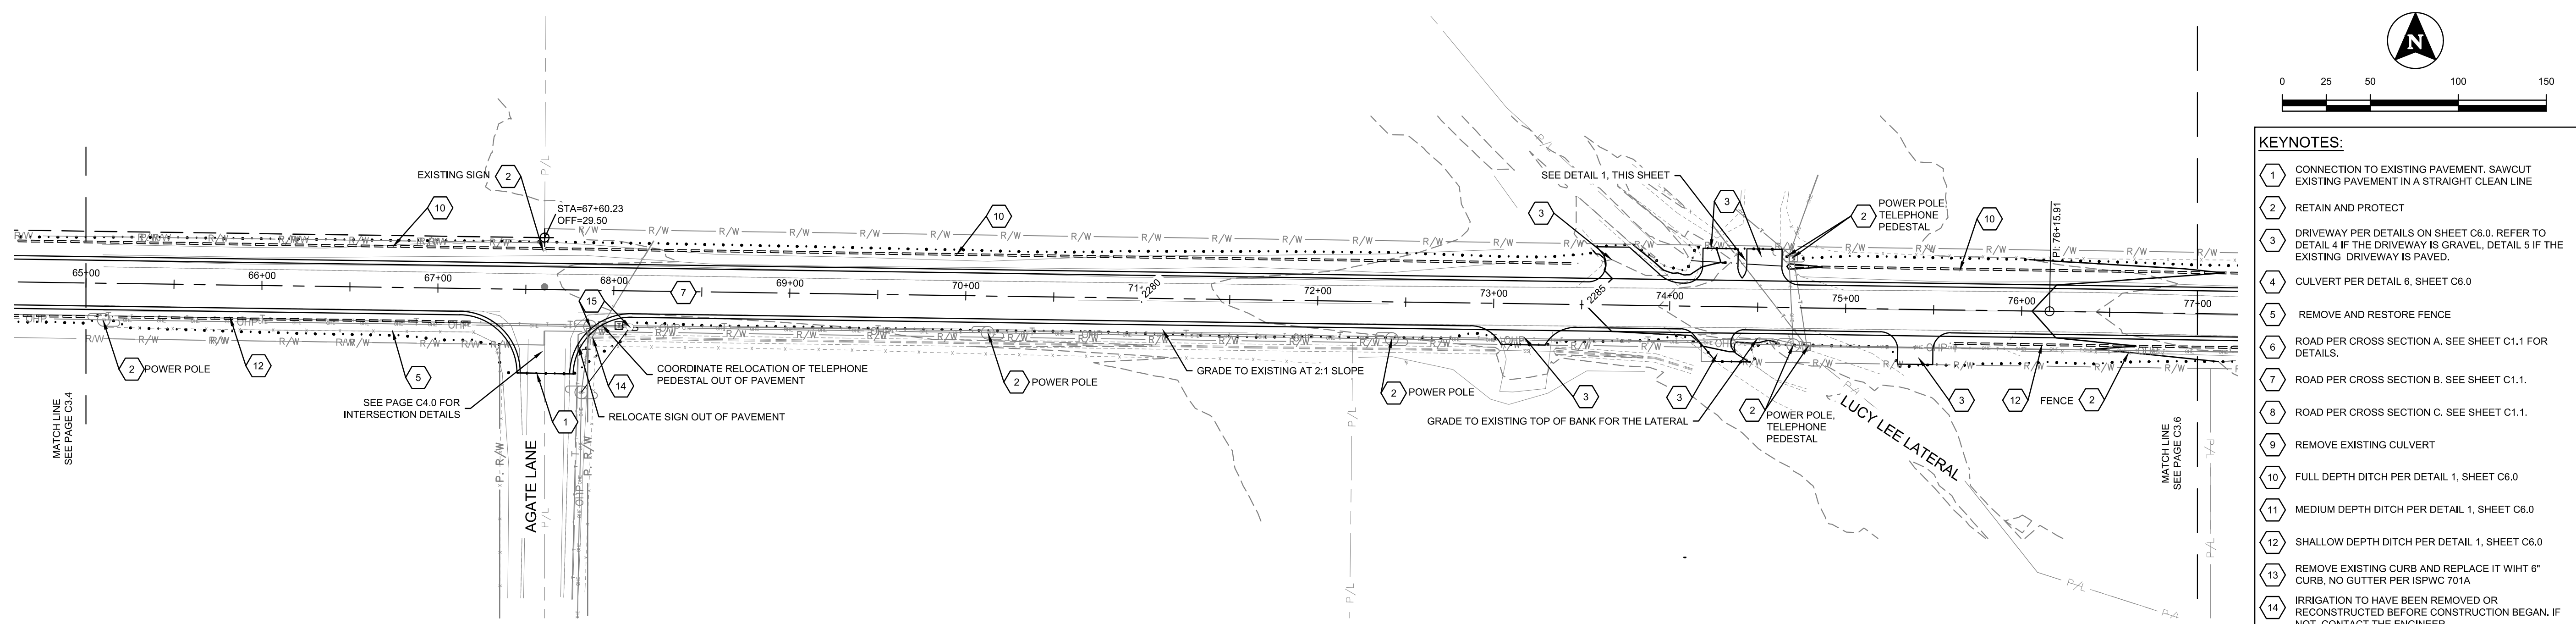 N
0 25 50 100 150
KEYNOTES:
1 CONNECTION TO EXISTING PAVEMENT. SAWCUT
EXISTING PAVEMENT IN A STRAIGHT CLEAN LINE
2 RETAIN AND PROTECT
3 DRIVEWAY PER DETAILS ON SHEET C6.0. REFER TO
DETAIL 4 IF THE DRIVEWAY IS GRAVEL, DETAIL 5 IF THE
EXISTING DRIVEWAY IS PAVED.
4 CULVERT PER DETAIL 6, SHEET C6.0
5 REMOVE AND RESTORE FENCE
6 ROAD PER CROSS SECTION A. SEE SHEET C1.1 FOR
DETAILS.
7 ROAD PER CROSS SECTION B. SEE SHEET C1.1.
8 ROAD PER CROSS SECTION C. SEE SHEET C1.1.
9 REMOVE EXISTING CULVERT
10 FULL DEPTH DITCH PER DETAIL 1, SHEET C6.0
11 MEDIUM DEPTH DITCH PER DETAIL 1, SHEET C6.0
12 SHALLOW DEPTH DITCH PER DETAIL 1, SHEET C6.0
13 REMOVE EXISTING CURB AND REPLACE IT WIHT 6"
CURB, NO GUTTER PER ISPWC 701A
14 IRRIGATION TO HAVE BEEN REMOVED OR
RECONSTRUCTED BEFORE CONSTRUCTION BEGAN. IF
NOT, CONTACT THE ENGINEER
EXISTING SIGN 2
10
STA=67+60.23
OFF=29.50
10
SEE DETAIL 1, THIS SHEET
3
3
2 POWER POLE,
TELEPHONE
PEDESTAL
10
PI: 76+15.91
P/L
R/W R/W R/W R/W R/W R/W R/W R/W
65+00 66+00 67+00 68+00 69+00 70+00 71+ 72+00 73+00 74+00 75+00 76+00 77+00
2280
2285
15
7
2 POWER POLE
12
5
SEE PAGE C4.0 FOR
INTERSECTION DETAILS
1
14
COORDINATE RELOCATION OF TELEPHONE
PEDESTAL OUT OF PAVEMENT
RELOCATE SIGN OUT OF PAVEMENT
2 POWER POLE
GRADE TO EXISTING AT 2:1 SLOPE
2 POWER POLE
3
GRADE TO EXISTING TOP OF BANK FOR THE LATERAL
3
2 POWER POLE,
TELEPHONE
PEDESTAL
LUCY LEE LATERAL
3
12
FENCE 2
MATCH LINE
SEE PAGE C3.4
MATCH LINE
SEE PAGE C3.6
AGATE LANE
P. R/W
P/L
OHP
P. R/W
P/L
P/L